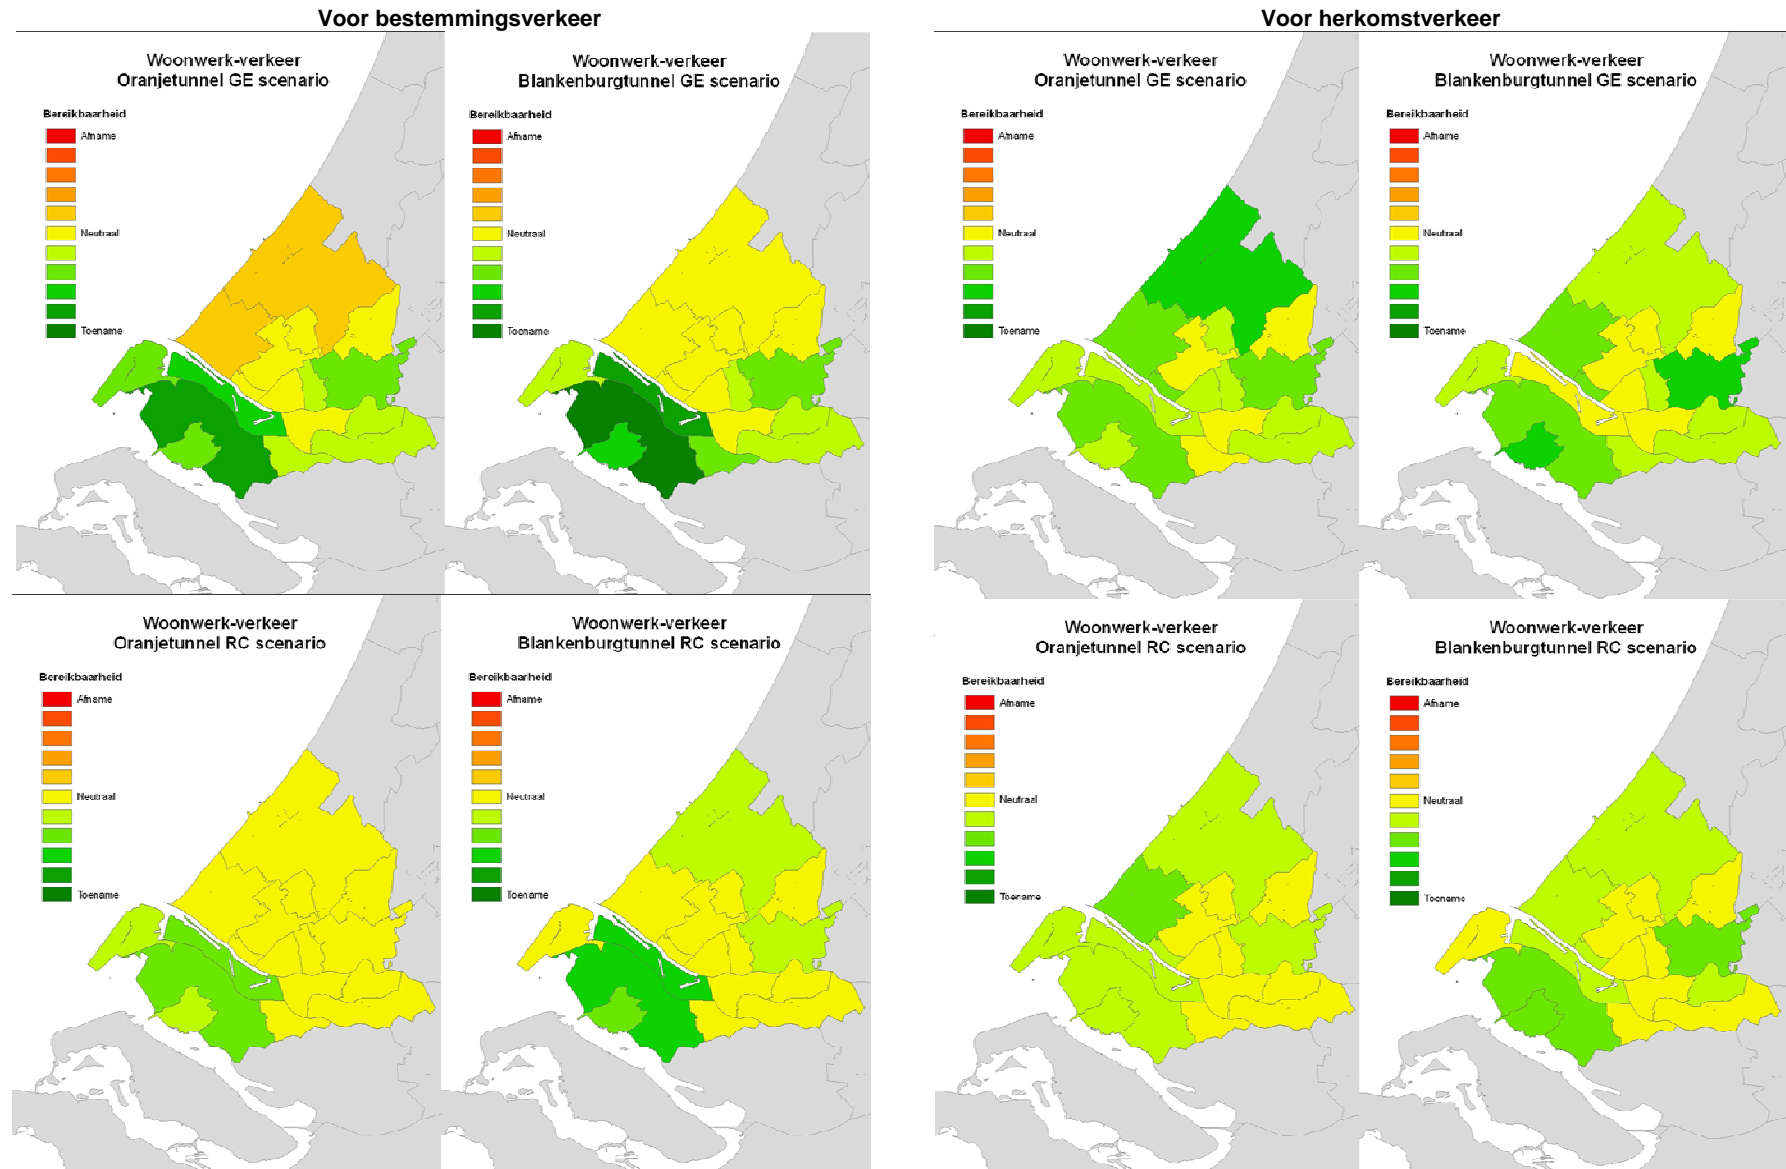 Voor bestemmingsverkeer
Woonwerk-verkeer
Oranjetunnel GE scenario
Bereikbaarheid
Afname
Neutraal
Toename
Woonwerk-verkeer
Blankenburgtunnel GE scenario
Bereikbaarheid
Afname
Neutraal
Toename
Voor herkomstverkeer
Woonwerk-verkeer
Oranjetunnel GE scenario
Bereikbaarheid
Afname
Neutraal
Toename
Woonwerk-verkeer
Blankenburgtunnel GE scenario
Bereikbaarheid
Afname
Neutraal
Toename
Woonwerk-verkeer
Oranjetunnel RC scenario
Bereikbaarheid
Afname
Neutraal
Toename
Woonwerk-verkeer
Blankenburgtunnel RC scenario
Bereikbaarheid
Afname
Neutraal
Toename
Woonwerk-verkeer
Oranjetunnel RC scenario
Bereikbaarheid
Afname
Neutraal
Toename
Woonwerk-verkeer
Blankenburgtunnel RC scenario
Bereikbaarheid
Afname
Neutraal
Toename